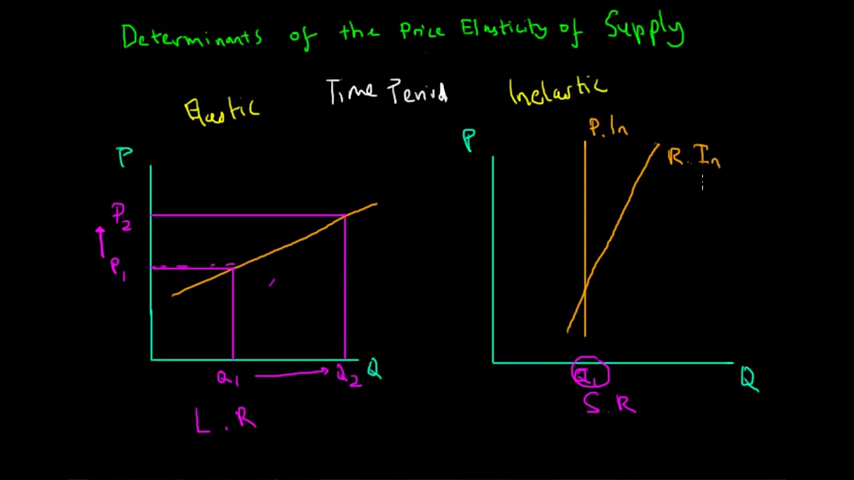 Determinants of the Price Elasticity of Supply
Elastic
Time Period
Inelastic
P
P₂
P₁
Q₁
Q₂
Q
L.R
P
P.In
R.In
Q₁
Q
S.R